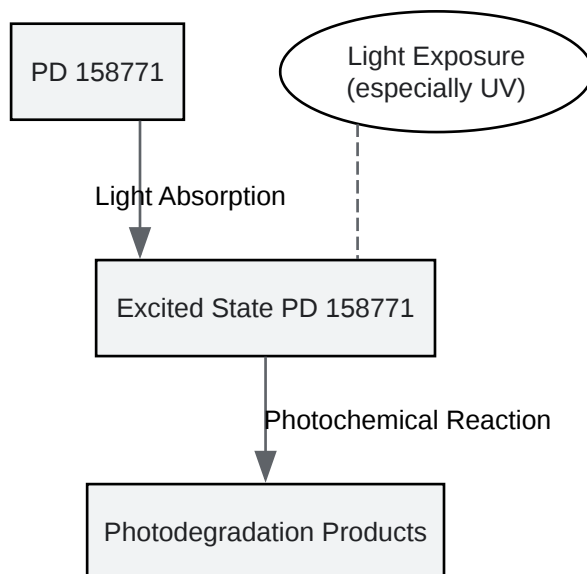 PD 158771
Light Exposure
(especially UV)
Light Absorption
Excited State PD 158771
Photochemical Reaction
Photodegradation Products